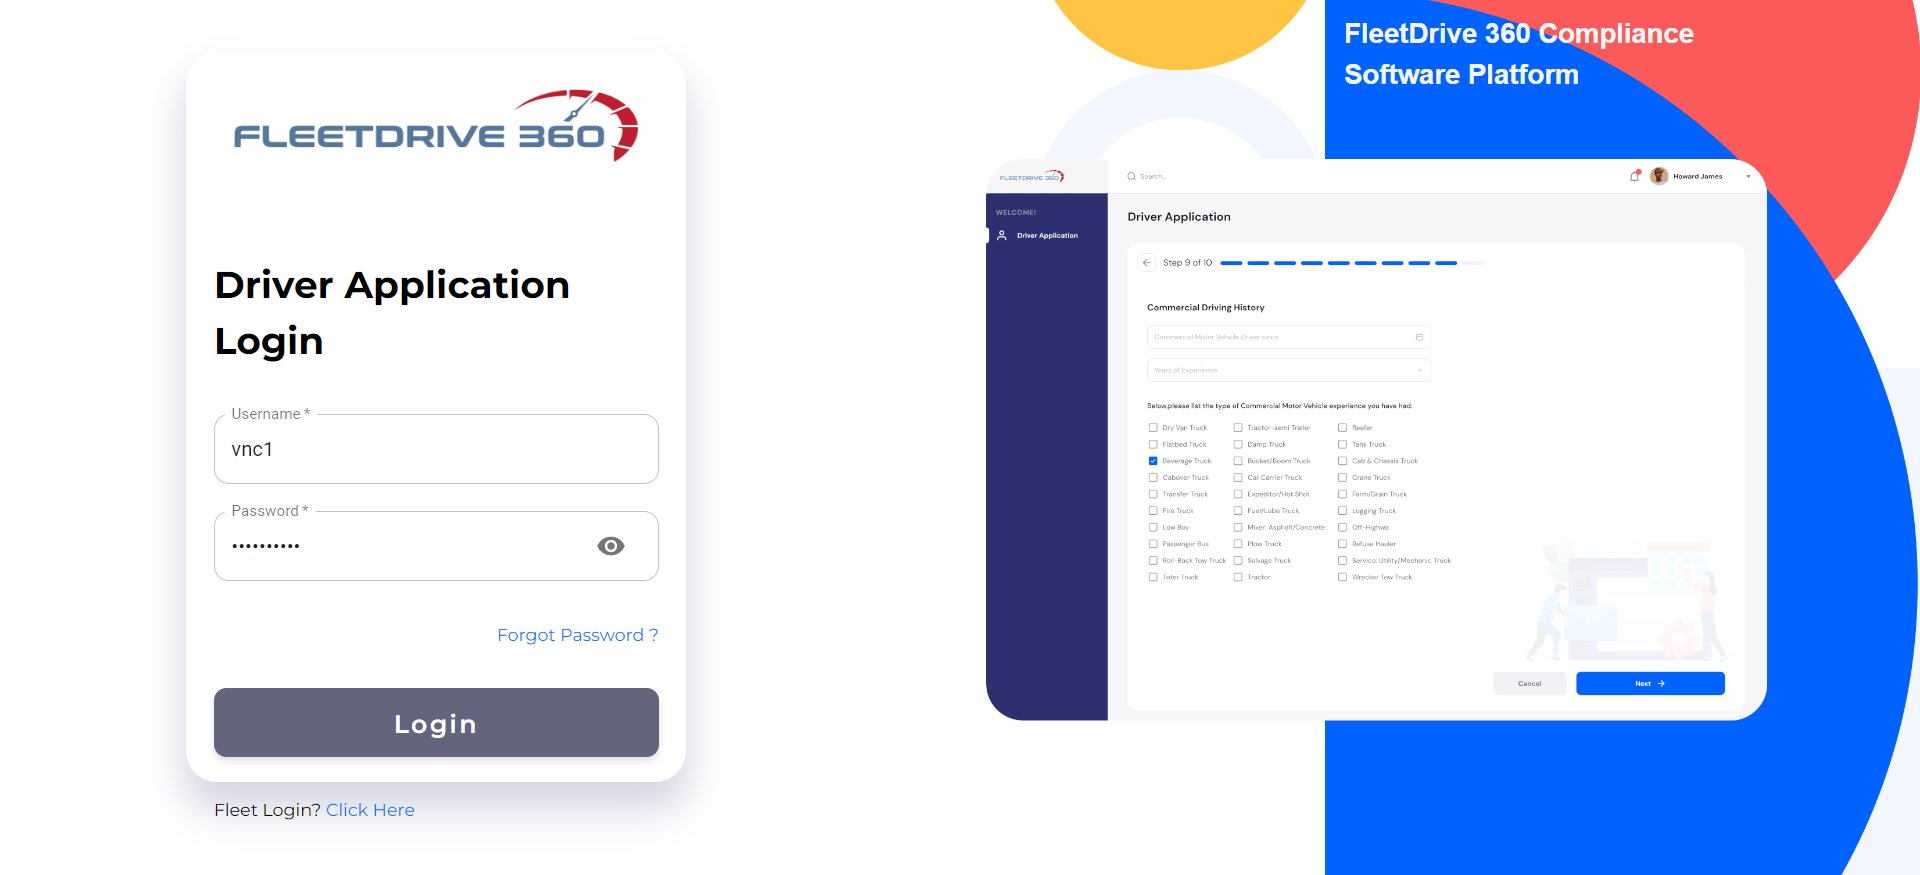 FLEETDRIVE 360
Driver Application
Login
Username *
vnc1
Password *
••••••••••
Forgot Password ?
Login
Fleet Login? Click Here
FleetDrive 360 Compliance
Software Platform
FLEETDRIVE 360
Search...
Howard James
WELCOME!
Driver Application
Driver Application
Step 9 of 10
Commercial Driving History
Commercial Motor Vehicle Driver since :
Years of Experience
Below,please list the type of Commercial Motor Vehicle experience you have had:
Dry Van Truck
Tractor-semi Trailer
Reefer
Flatbed Truck
Damp Truck
Tank Truck
Beverage Truck
Bucket/Boom Truck
Cab & Chassis Truck
Cabover Truck
Car Carrier Truck
Crane Truck
Transfer Truck
Expeditor/Hot Shot
Farm/Grain Truck
Fire Truck
Fuel/Lube Truck
Logging Truck
Low Boy
Mixer: Asphalt/Concrete
Off-Highwa
Passenger Bus
Plow Truck
Refuse Hauler
Roll-Back Tow Truck
Salvage Truck
Service: Utility/Mechanic Truck
Toter Truck
Tractor
Wrecker Tow Truck
Cancel
Next